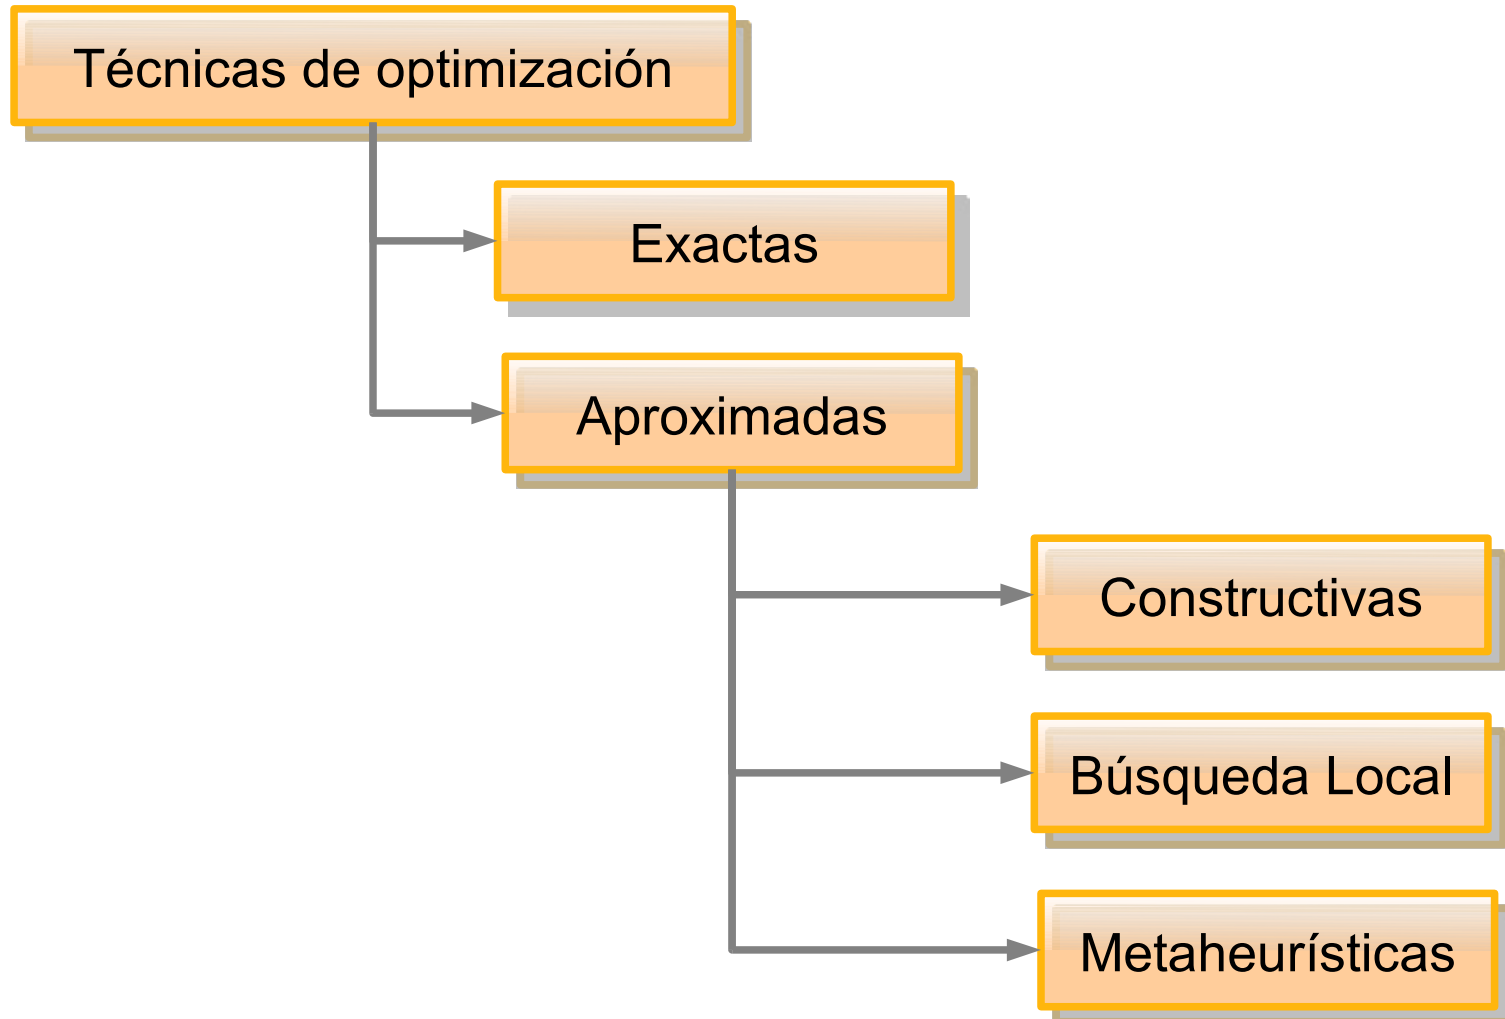 Técnicas de optimización
Exactas
Aproximadas
Constructivas
Búsqueda Local
Metaheurísticas